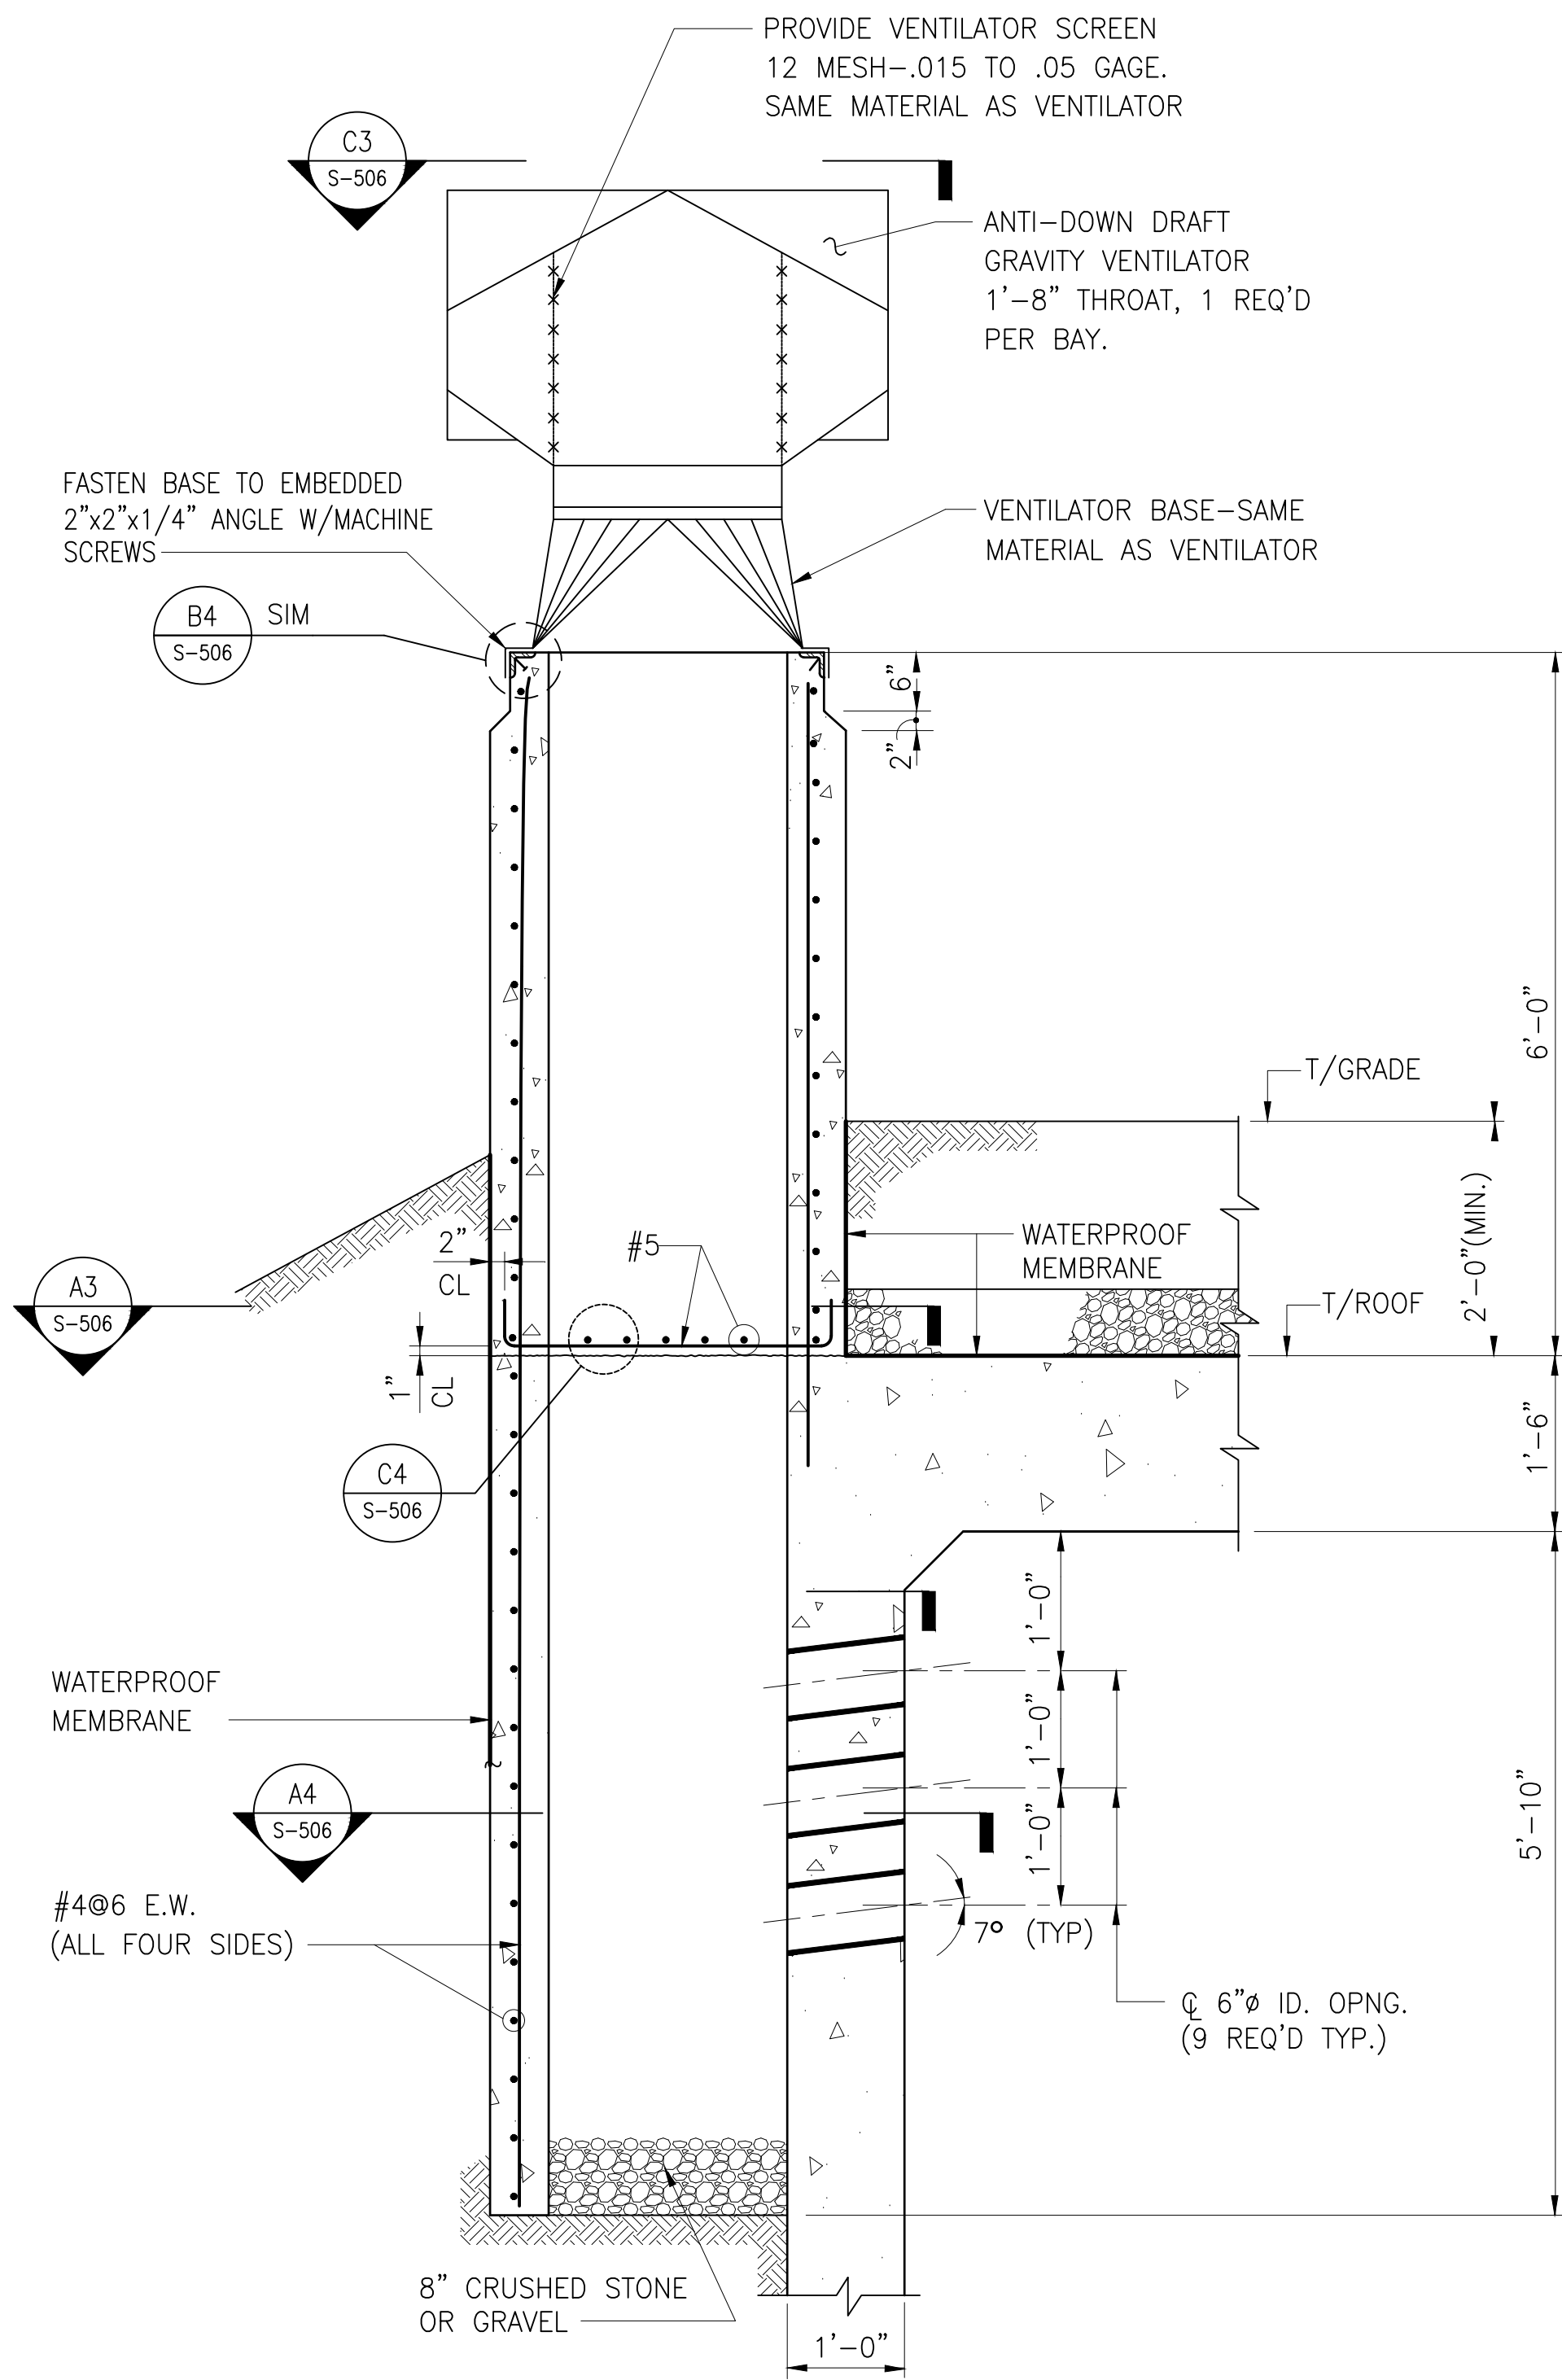 PROVIDE VENTILATOR SCREEN
12 MESH-.015 TO .05 GAGE.
SAME MATERIAL AS VENTILATOR
C3
S-506
ANTI-DOWN DRAFT
GRAVITY VENTILATOR
1'-8" THROAT, 1 REQ'D
PER BAY.
FASTEN BASE TO EMBEDDED
2"x2"x1/4" ANGLE W/MACHINE
SCREWS
VENTILATOR BASE-SAME
MATERIAL AS VENTILATOR
B4
S-506
SIM
6"
2"
6'-0"
T/GRADE
2'-0"(MIN.)
WATERPROOF
MEMBRANE
T/ROOF
2"
CL
#5
A3
S-506
1"
CL
C4
S-506
1'-6"
1'-0"
1'-0"
1'-0"
WATERPROOF
MEMBRANE
A4
S-506
5'-10"
#4@6 E.W.
(ALL FOUR SIDES)
7° (TYP)
℄ 6"ø ID. OPNG.
(9 REQ'D TYP.)
8" CRUSHED STONE
OR GRAVEL
1'-0"